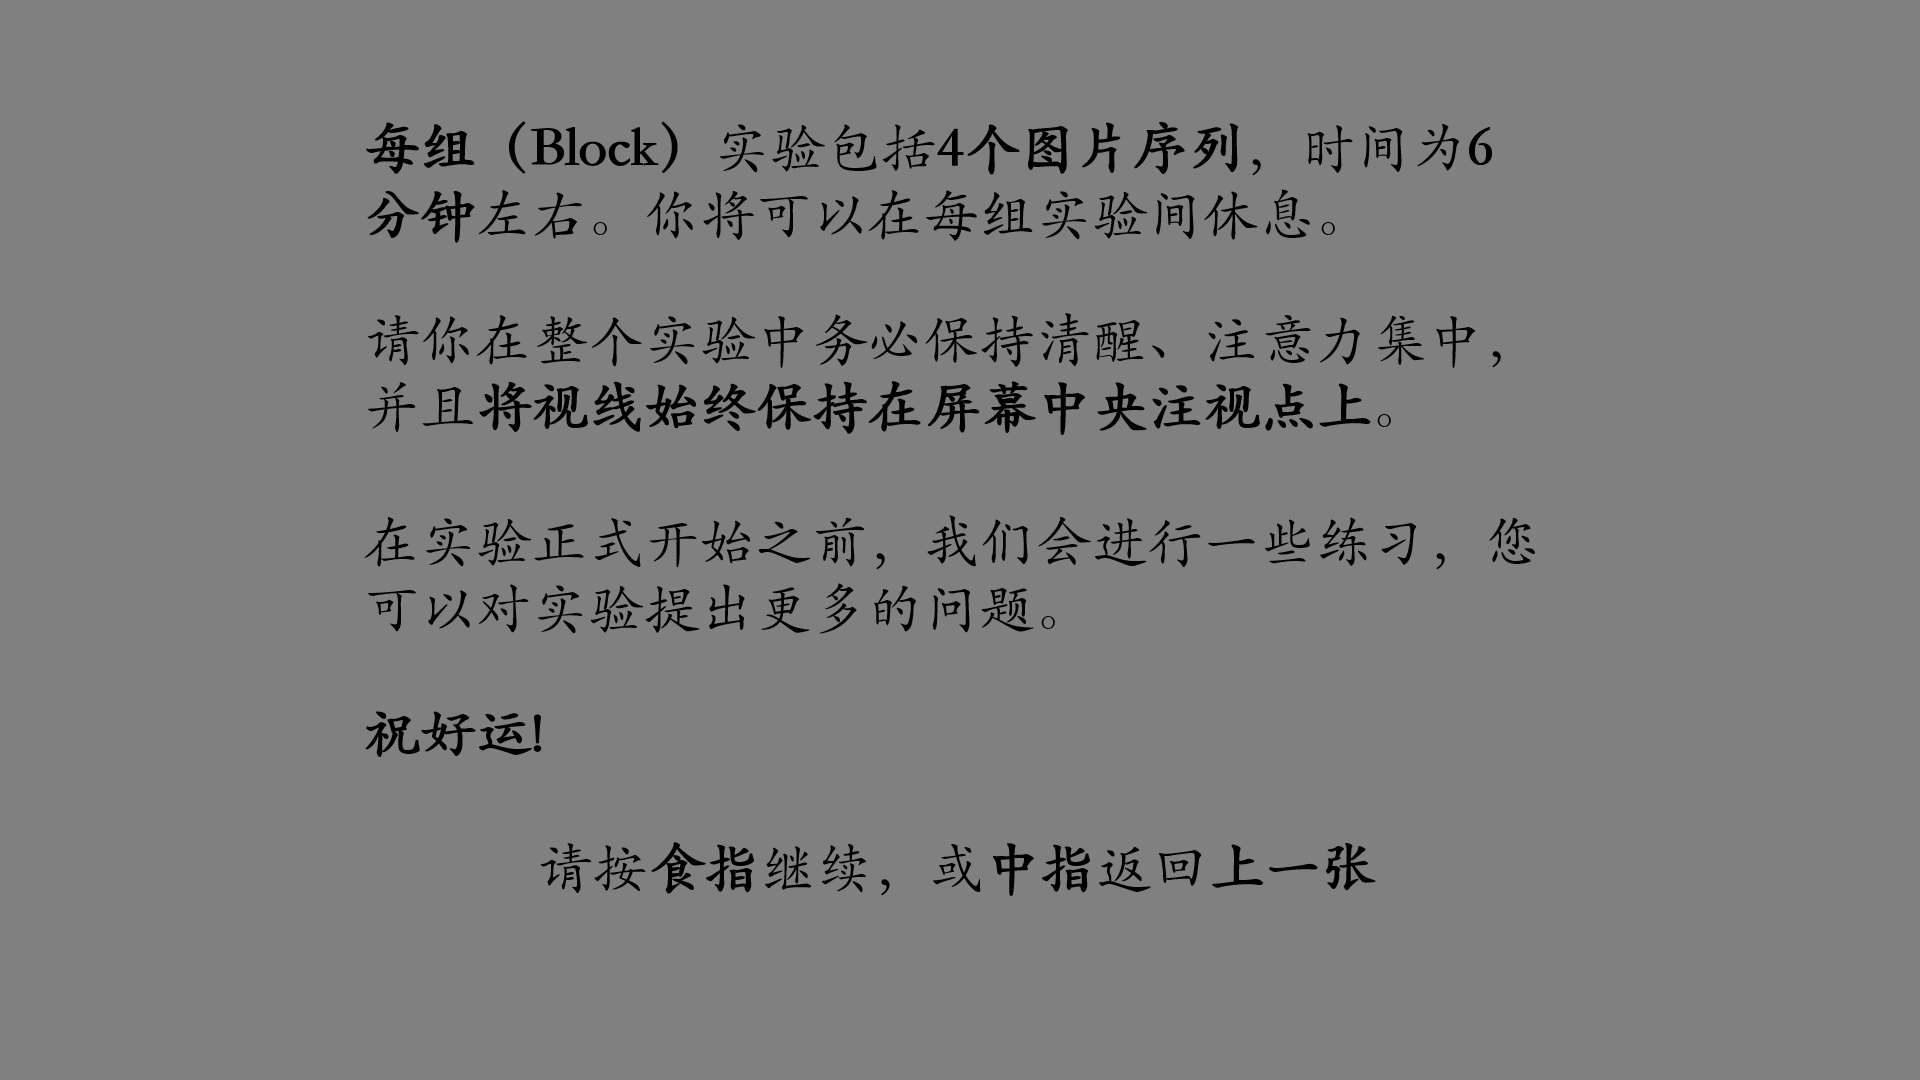 每组（Block）实验包括4个图片序列，时间为6
分钟左右。你将可以在每组实验间休息。
请你在整个实验中务必保持清醒、注意力集中，
并且将视线始终保持在屏幕中央注视点上。
在实验正式开始之前，我们会进行一些练习，您
可以对实验提出更多的问题。
祝好运!
请按食指继续，或中指返回上一张